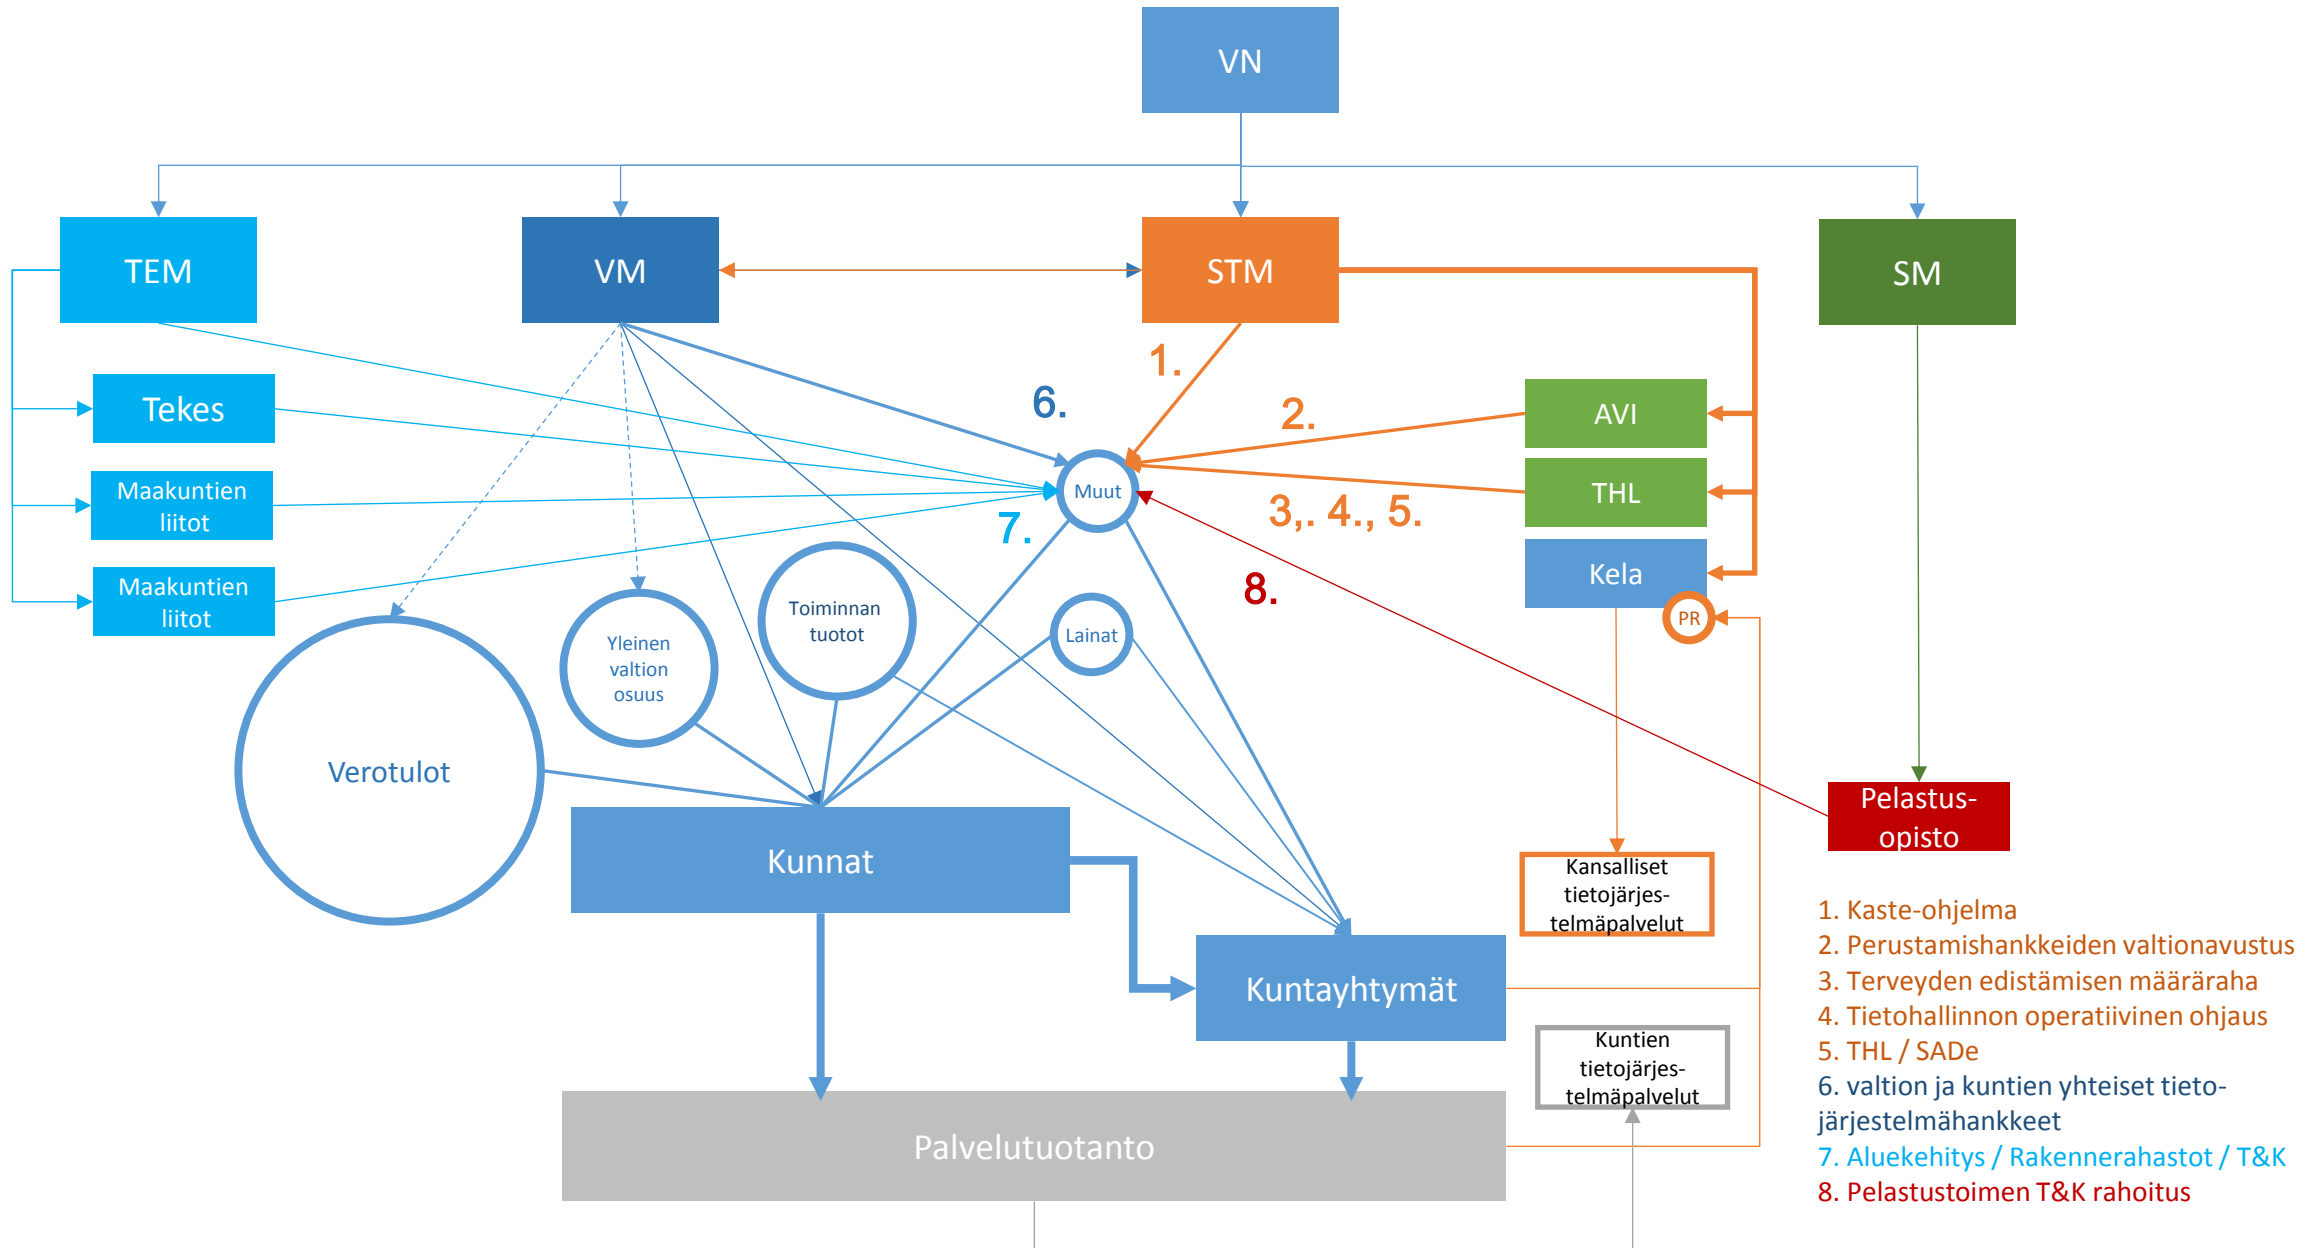 VN
TEM
VM
STM
SM
1.
6.
2.
Tekes
AVI
Maakuntien
liitot
Muut
THL
3,. 4., 5.
7.
Maakuntien
liitot
Kela
8.
PR
Toiminnan
tuotot
Lainat
Yleinen
valtion
osuus
Verotulot
Pelastus-
opisto
Kunnat
Kansalliset
tietojärjes-
telmäpalvelut
Kuntayhtymät
Kuntien
tietojärjes-
telmäpalvelut
Palvelutuotanto
1. Kaste-ohjelma
2. Perustamishankkeiden valtionavustus
3. Terveyden edistämisen määräraha
4. Tietohallinnon operatiivinen ohjaus
5. THL / SADe
6. valtion ja kuntien yhteiset tieto-
järjestelmähankkeet
7. Aluekehitys / Rakennerahastot / T&K
8. Pelastustoimen T&K rahoitus